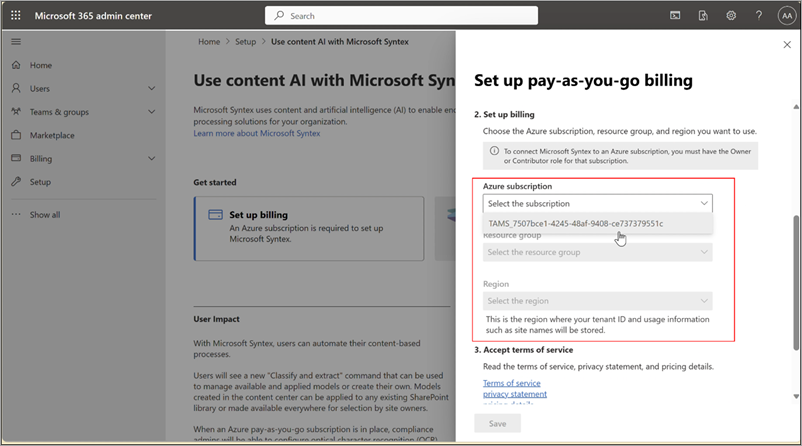 Microsoft 365 admin center
Search
AA
Home
Users
Teams & groups
Marketplace
Billing
Setup
Show all
Home > Setup > Use content AI with Microsoft Syntex
Use content AI with Microsoft Syn
Microsoft Syntex uses content and artificial intelligence (AI) to enable
processing solutions for your organization.
Learn more about Microsoft Syntex
Get started
Set up billing
An Azure subscription is required to set up
Microsoft Syntex.
User Impact
With Microsoft Syntex, users can automate their content-based
processes.
Users will see a new "Classify and extract" command that can be used
to manage available and applied models or create their own. Models
created in the content center can be applied to any existing SharePoint
library or made available everywhere for selection by site owners.
When an Azure pay-as-you-go subscription is in place, compliance
admins will be able to configure optical character recognition (OCR)
Set up pay-as-you-go billing
2. Set up billing
Choose the Azure subscription, resource group, and region you want to use.
To connect Microsoft Syntex to an Azure subscription, you must have the Owner
or Contributor role for that subscription.
Azure subscription
Select the subscription
TAMS_7507bce1-4245-48af-9408-ce737379551c
Resource group
Select the resource group
Region
Select the region
This is the region where your tenant ID and usage information
such as site names will be stored.
3. Accept terms of service
Read the terms of service, privacy statement, and pricing details.
Terms of service
privacy statement
pricing details
Save